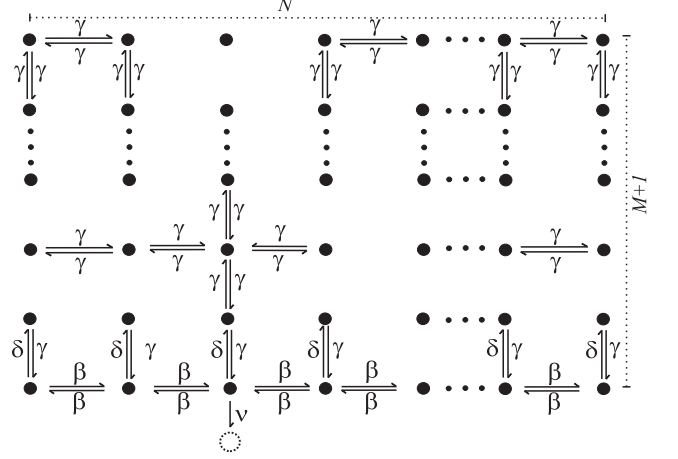 N
γ γ γ
γ γ γ
γ γ γ γ γ γ γ γ γ γ
M+1
γ γ
γ γ γ γ
γ γ γ γ
γ γ
δ γ δ γ δ γ δ γ δ γ δ γ
β β β β β
β β β β β
ν